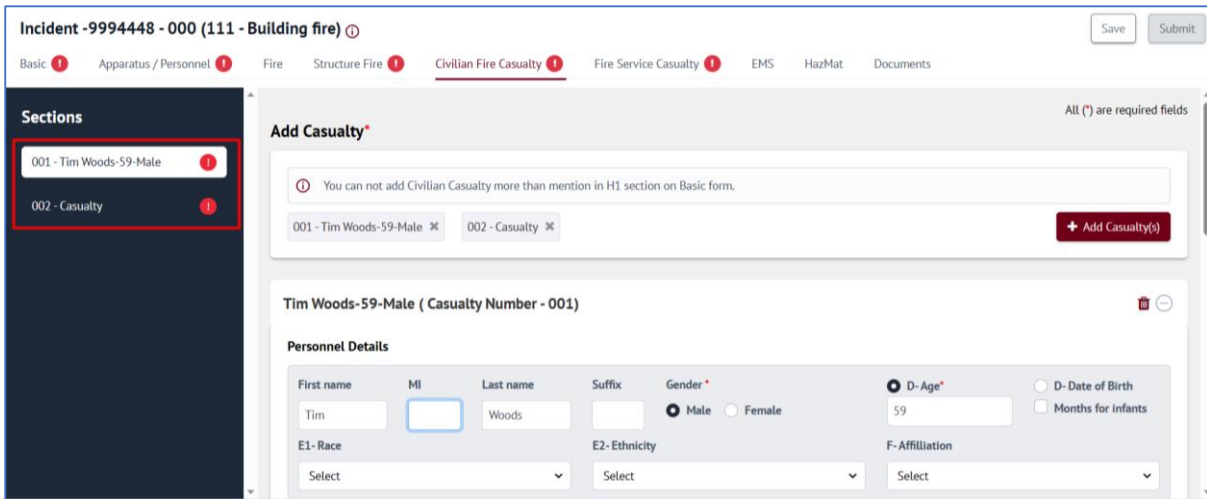 Incident -9994448 - 000 (111 - Building fire)
Save Submit
Basic Apparatus / Personnel Fire Structure Fire Civilian Fire Casualty Fire Service Casualty EMS HazMat Documents
Sections
001 - Tim Woods-59-Male
002 - Casualty
All (*) are required fields
Add Casualty*
You can not add Civilian Casualty more than mention in H1 section on Basic form.
001 - Tim Woods-59-Male ✖ 002 - Casualty ✖ + Add Casualty(s)
Tim Woods-59-Male ( Casualty Number - 001)
Personnel Details
First name MI Last name Suffix Gender* D- Age* D- Date of Birth
Tim Woods Male Female 59 Months for infants
E1- Race E2- Ethnicity F- Affilliation
Select Select Select